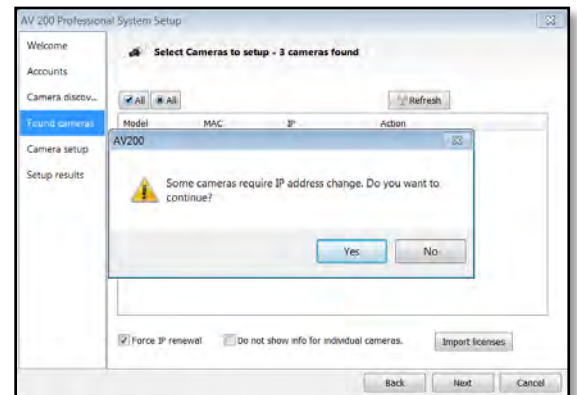 AV 200 Professional System Setup
Welcome
Accounts
Camera discov...
Found cameras
Camera setup
Setup results
Select Cameras to setup - 3 cameras found
All
All
Refresh
Model MAC IP Action
AV200
Some cameras require IP address change. Do you want to
continue?
Yes No
Force IP renewal Do not show info for individual cameras. Import licenses
Back Next Cancel